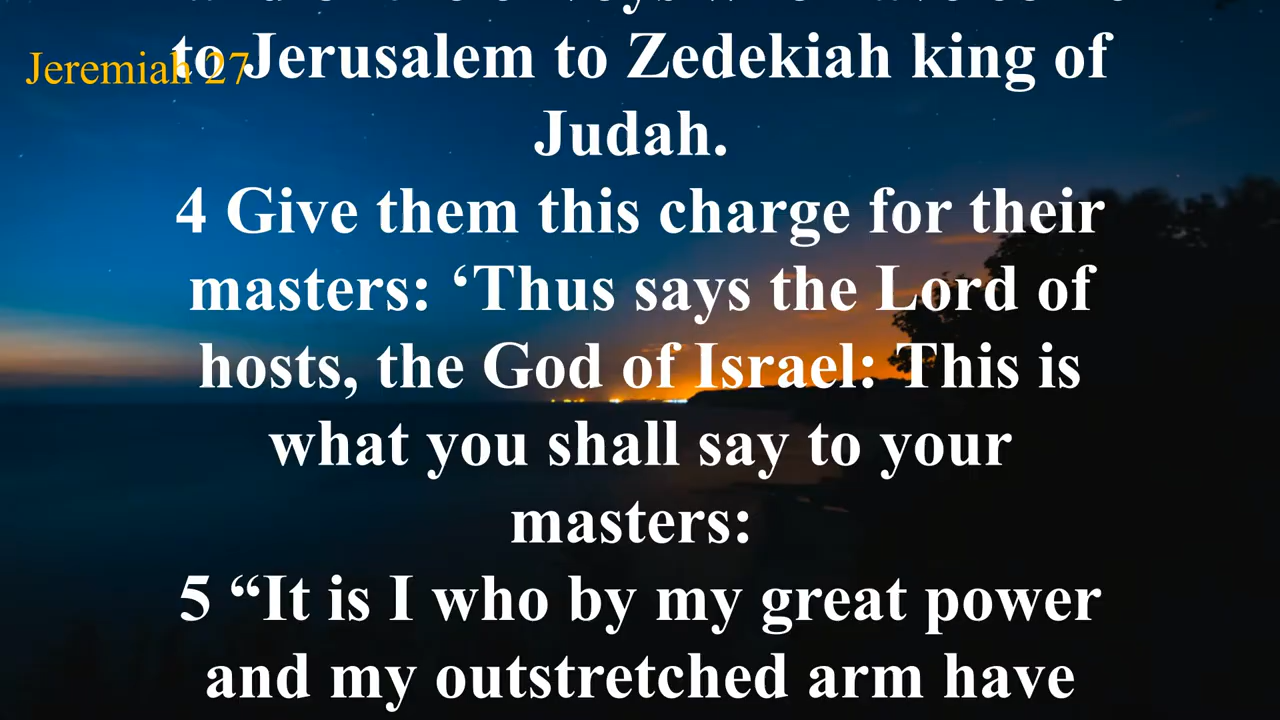 Jeremiah 27
to Jerusalem to Zedekiah king of
Judah.
4 Give them this charge for their
masters: ‘Thus says the Lord of
hosts, the God of Israel: This is
what you shall say to your
masters:
5 “It is I who by my great power
and my outstretched arm have